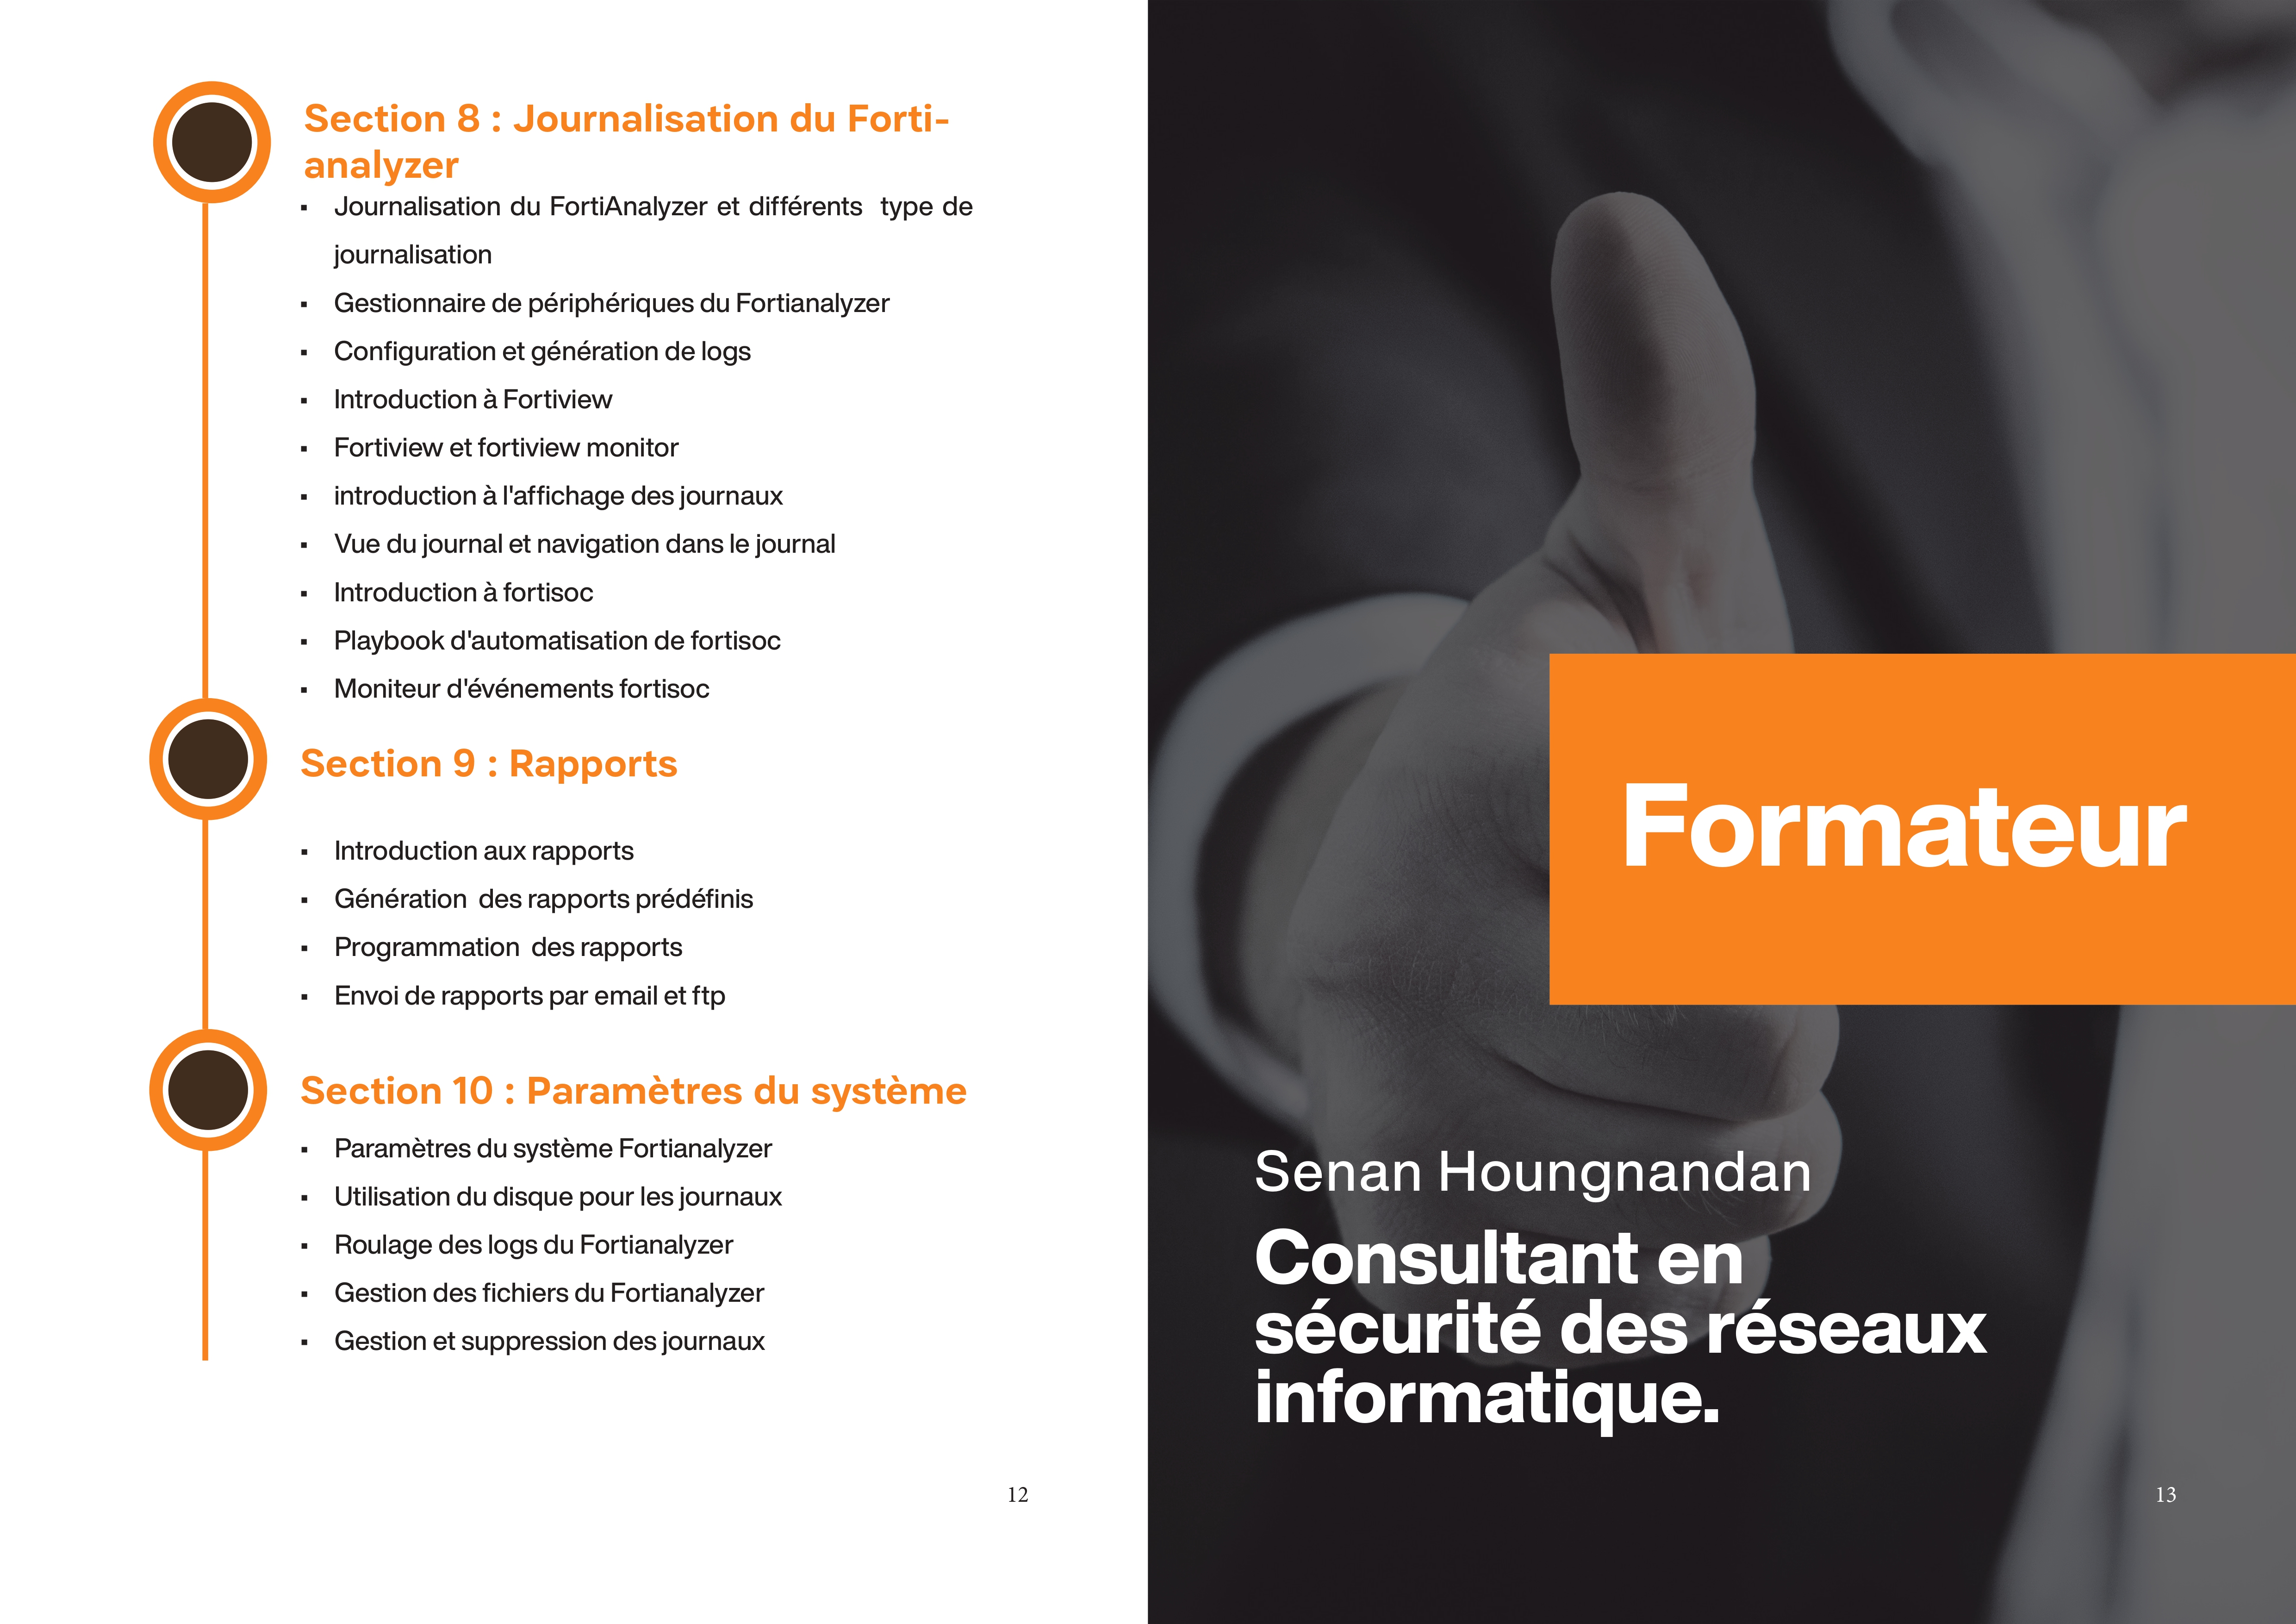 Section 8 : Journalisation du Forti-
analyzer
▪ Journalisation du FortiAnalyzer et différents  type de
journalisation
▪ Gestionnaire de périphériques du Fortianalyzer
▪ Configuration et génération de logs
▪ Introduction à Fortiview
▪ Fortiview et fortiview monitor
▪ introduction à l'affichage des journaux
▪ Vue du journal et navigation dans le journal
▪ Introduction à fortisoc
▪ Playbook d'automatisation de fortisoc
▪ Moniteur d'événements fortisoc
Section 9 : Rapports
▪ Introduction aux rapports
▪ Génération  des rapports prédéfinis
▪ Programmation  des rapports
▪ Envoi de rapports par email et ftp
Section 10 : Paramètres du système
▪ Paramètres du système Fortianalyzer
▪ Utilisation du disque pour les journaux
▪ Roulage des logs du Fortianalyzer
▪ Gestion des fichiers du Fortianalyzer
▪ Gestion et suppression des journaux
12
Formateur
Senan Houngnandan
Consultant en
sécurité des réseaux
informatique.
13